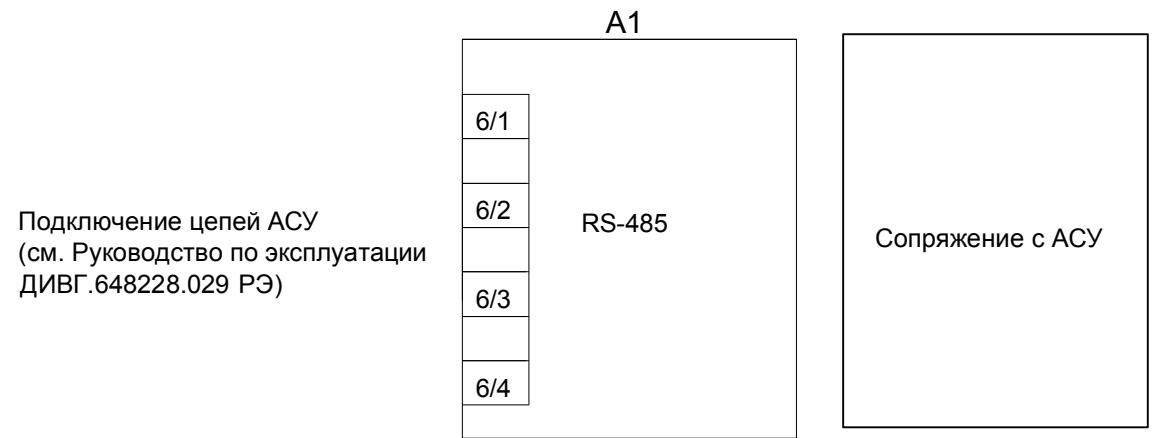 A1
6/1
6/2
6/3
6/4
RS-485
Подключение цепей АСУ
(см. Руководство по эксплуатации
ДИВГ.648228.029 РЭ)
Сопряжение с АСУ